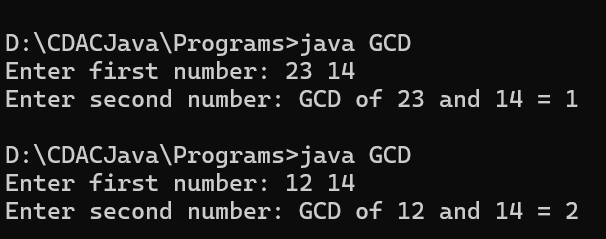 D:\CDACJava\Programs>java GCD
Enter first number: 23 14
Enter second number: GCD of 23 and 14 = 1
D:\CDACJava\Programs>java GCD
Enter first number: 12 14
Enter second number: GCD of 12 and 14 = 2